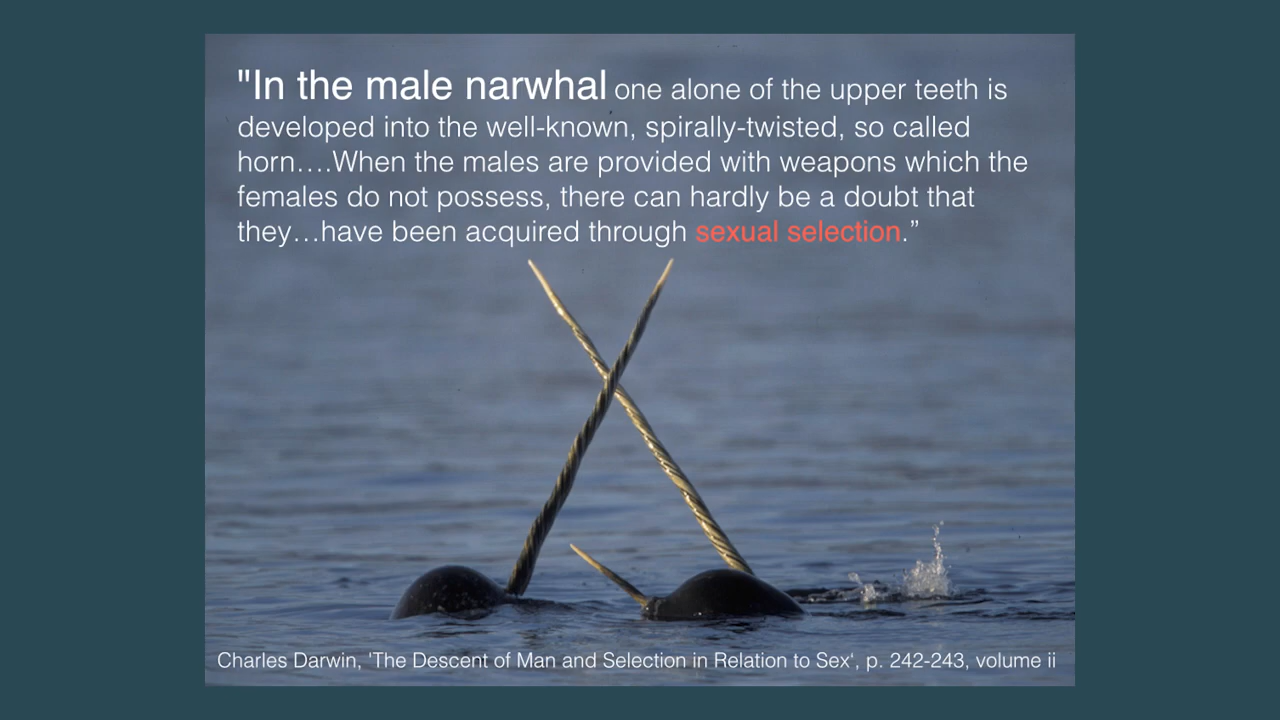 "In the male narwhal one alone of the upper teeth is
developed into the well-known, spirally-twisted, so called
horn….When the males are provided with weapons which the
females do not possess, there can hardly be a doubt that
they…have been acquired through sexual selection.”
Charles Darwin, 'The Descent of Man and Selection in Relation to Sex‘, p. 242-243, volume ii